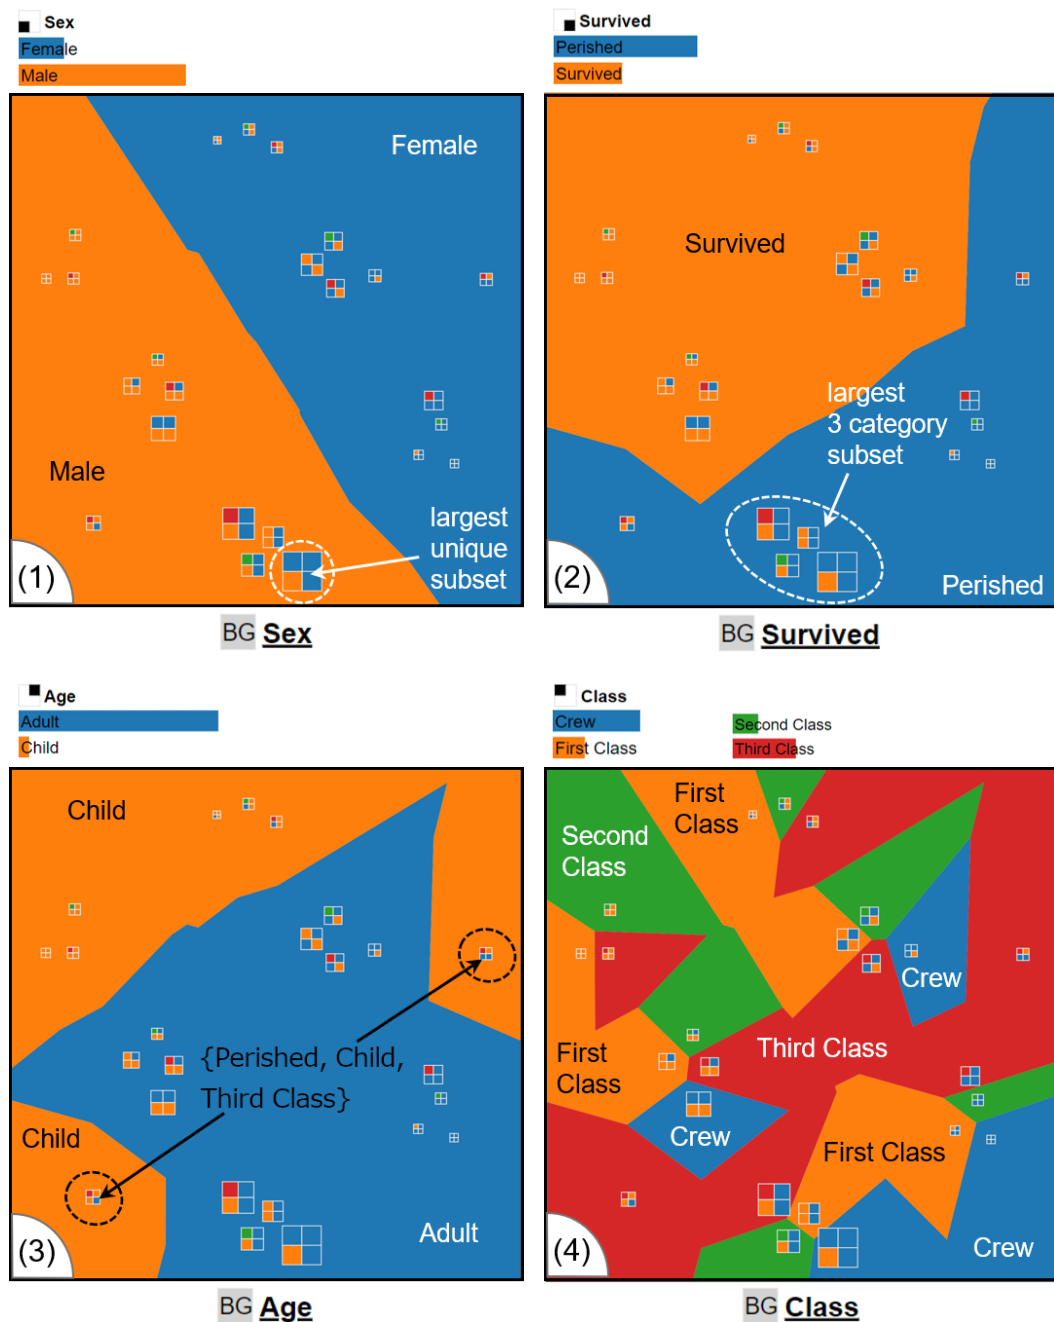 Sex
Female
Male
Female
Male
largest
unique
subset
(1)
BG Sex
Survived
Perished
Survived
Survived
largest
3 category
subset
Perished
(2)
BG Survived
Age
Adult
Child
Child
{Perished, Child,
Third Class}
Child
Adult
(3)
BG Age
Class
Crew
First Class
Second Class
Third Class
First
Class
Second
Class
Crew
Third Class
First
Class
Crew
First Class
Crew
(4)
BG Class